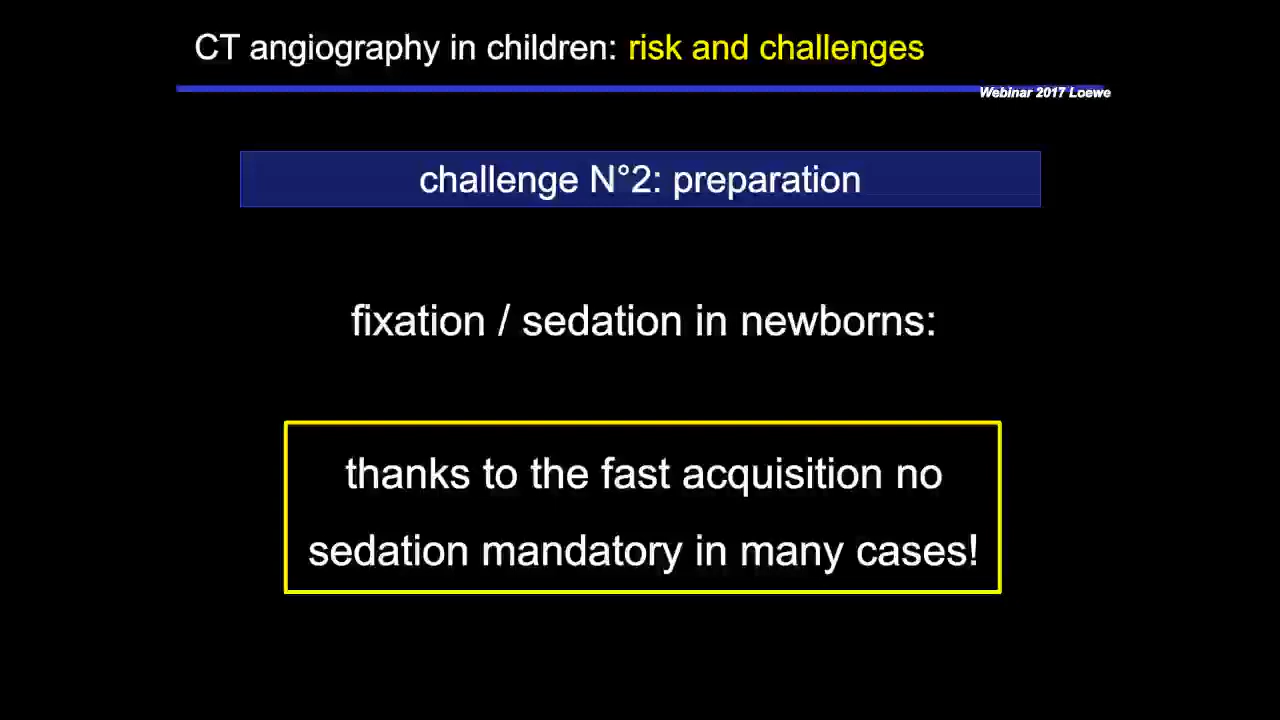 CT angiography in children: risk and challenges
Webinar 2017 Loewe
challenge N°2: preparation
fixation / sedation in newborns:
thanks to the fast acquisition no
sedation mandatory in many cases!